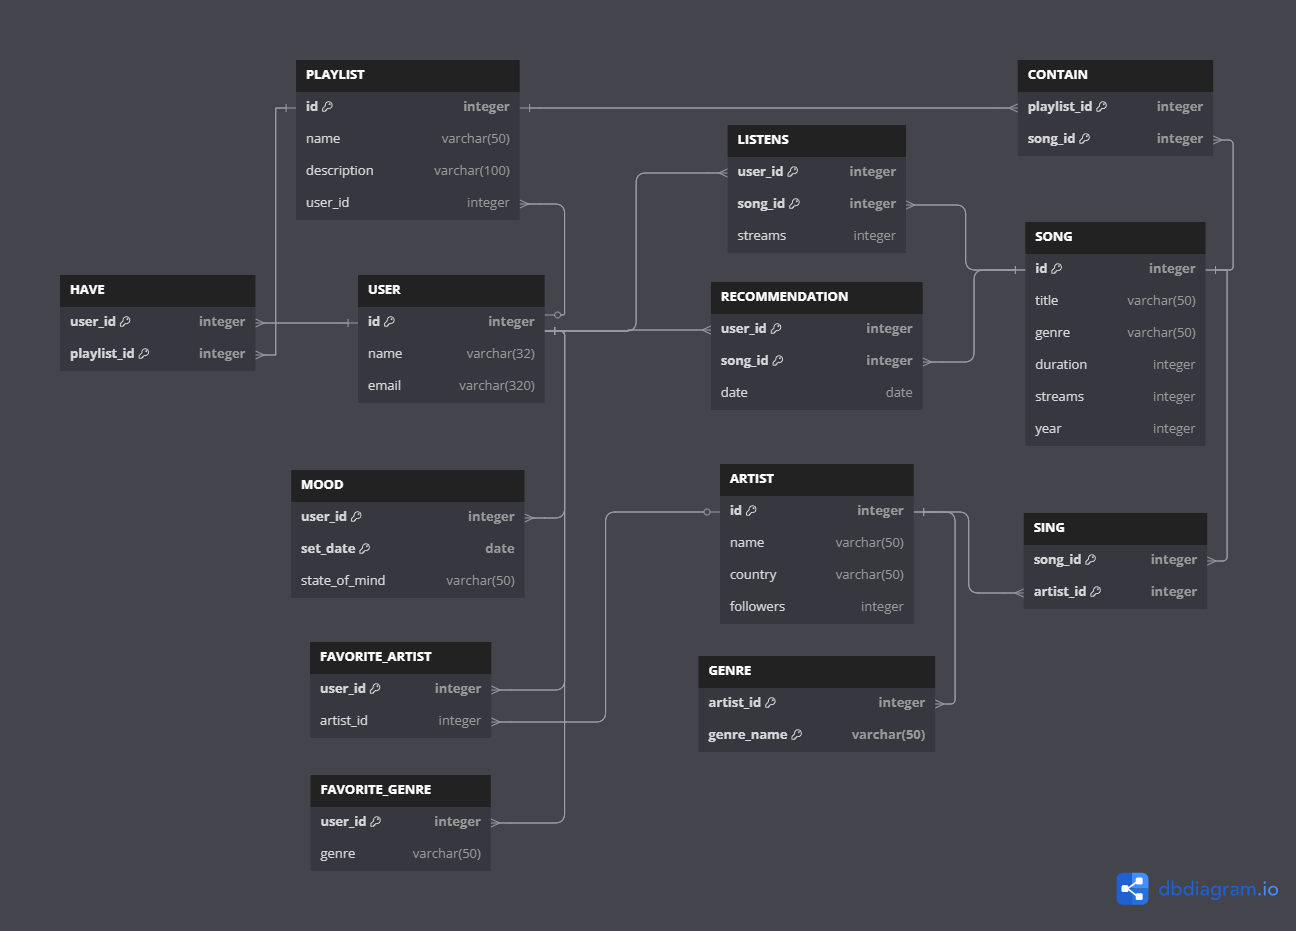 PLAYLIST
id integer
name varchar(50)
description varchar(100)
user_id integer
CONTAIN
playlist_id integer
song_id integer
LISTENS
user_id integer
song_id integer
streams integer
SONG
id integer
title varchar(50)
genre varchar(50)
duration integer
streams integer
year integer
HAVE
user_id integer
playlist_id integer
USER
id integer
name varchar(32)
email varchar(320)
RECOMMENDATION
user_id integer
song_id integer
date date
MOOD
user_id integer
set_date date
state_of_mind varchar(50)
ARTIST
id integer
name varchar(50)
country varchar(50)
followers integer
SING
song_id integer
artist_id integer
FAVORITE_ARTIST
user_id integer
artist_id integer
GENRE
artist_id integer
genre_name varchar(50)
FAVORITE_GENRE
user_id integer
genre varchar(50)
dbdiagram.io